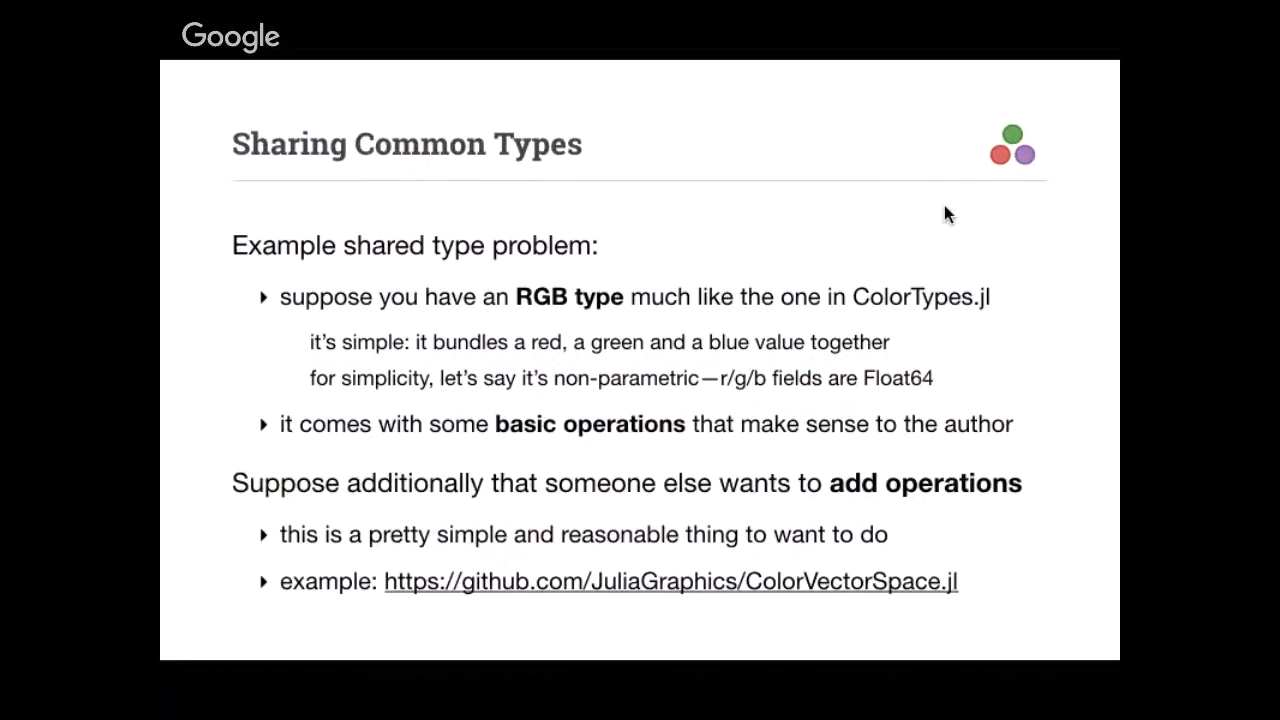 Google
Sharing Common Types
Example shared type problem:
‣ suppose you have an RGB type much like the one in ColorTypes.jl
it’s simple: it bundles a red, a green and a blue value together
for simplicity, let’s say it’s non-parametric—r/g/b fields are Float64
‣ it comes with some basic operations that make sense to the author
Suppose additionally that someone else wants to add operations
‣ this is a pretty simple and reasonable thing to want to do
‣ example: https://github.com/JuliaGraphics/ColorVectorSpace.jl